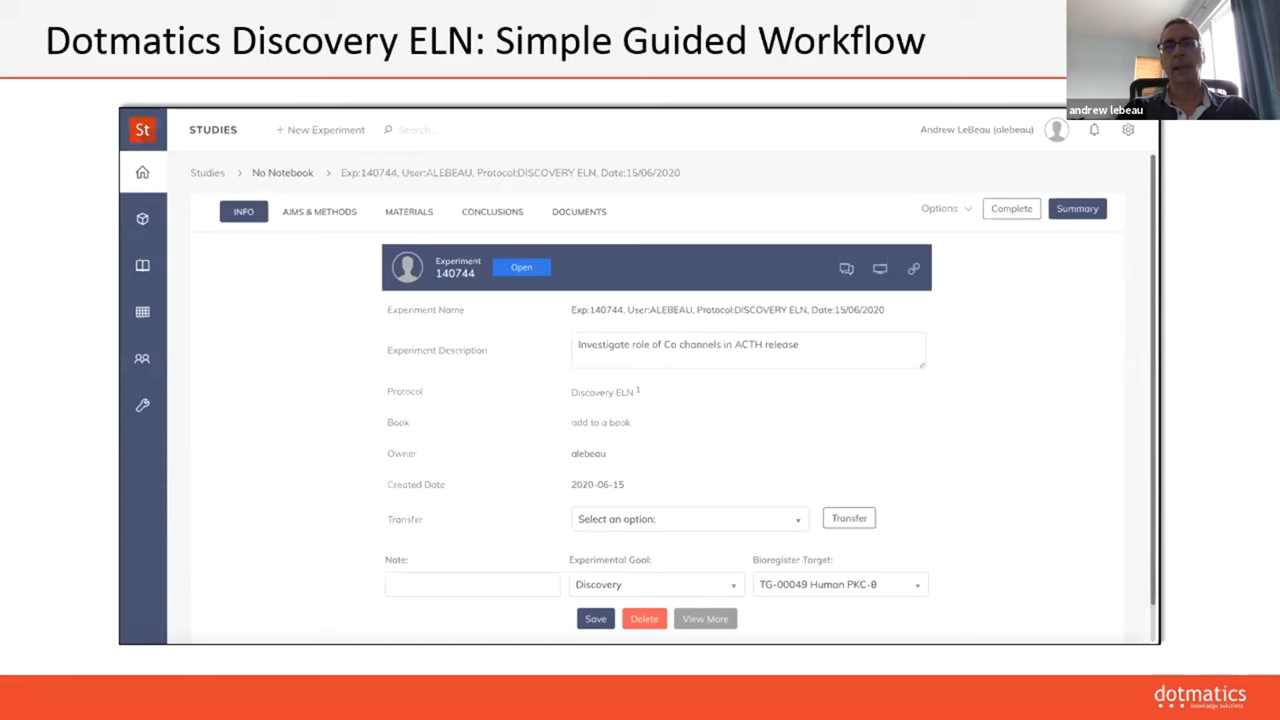 Dotmatics Discovery ELN: Simple Guided Workflow
andrew lebeau
St STUDIES + New Experiment Search... Andrew LeBeau (alebeau)
Studies > No Notebook > Exp:140744, User:ALEBEAU, Protocol:DISCOVERY ELN, Date:15/06/2020
INFO AIMS & METHODS MATERIALS CONCLUSIONS DOCUMENTS Options Complete Summary
Experiment
140744 Open
Experiment Name Exp:140744, User:ALEBEAU, Protocol:DISCOVERY ELN, Date:15/06/2020
Experiment Description Investigate role of Ca channels in ACTH release
Protocol Discovery ELN 1
Book add to a book
Owner alebeau
Created Date 2020-06-15
Transfer Select an option: Transfer
Note: Experimental Goal: Bioregister Target:
Discovery TG-00049 Human PKC-θ
Save Delete View More
dotmatics
knowledge solutions